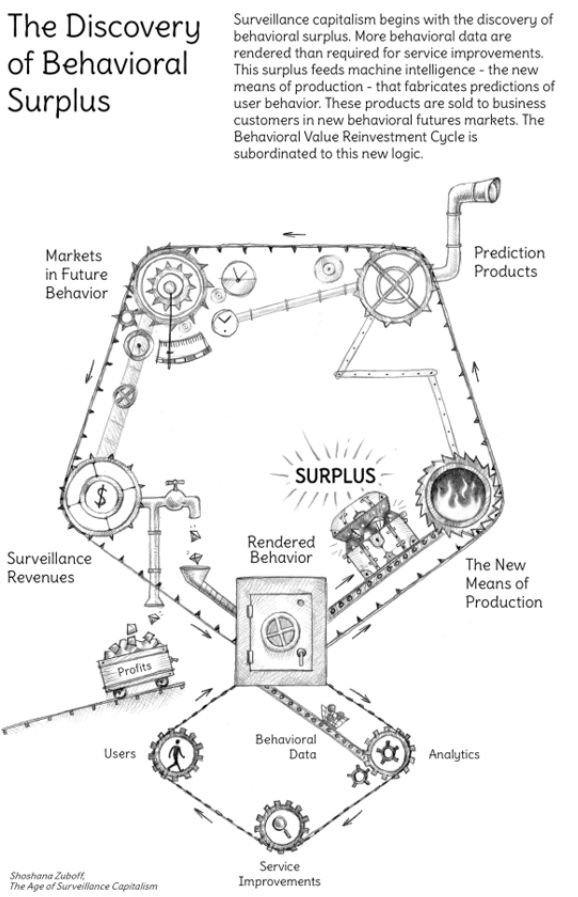 The Discovery
of Behavioral
Surplus
Surveillance capitalism begins with the discovery of
behavioral surplus. More behavioral data are
rendered than required for service improvements.
This surplus feeds machine intelligence - the new
means of production - that fabricates predictions of
user behavior. These products are sold to business
customers in new behavioral futures markets. The
Behavioral Value Reinvestment Cycle is
subordinated to this new logic.
Markets
in Future
Behavior
Prediction
Products
SURPLUS
$
Surveillance
Revenues
Rendered
Behavior
The New
Means of
Production
Profits
Users
Behavioral
Data
Analytics
Service
Improvements
Shoshana Zuboff,
The Age of Surveillance Capitalism